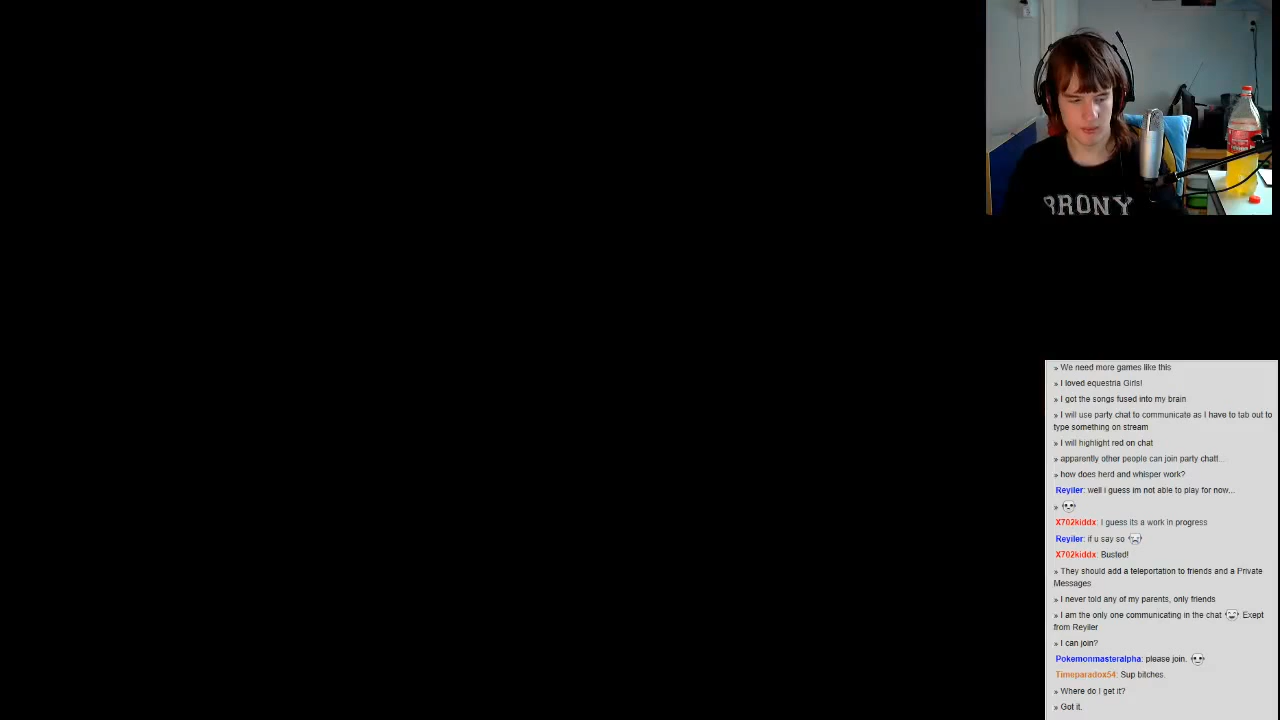 BRONY
» We need more games like this
» I loved equestria Girls!
» I got the songs fused into my brain
» I will use party chat to communicate as I have to tab out to
type something on stream
» I will highlight red on chat
» apparently other people can join party chatt...
» how does herd and whisper work?
Reyiler: well i guess im not able to play for now...
»
X702kiddx: I guess its a work in progress
Reyiler: if u say so
X702kiddx: Busted!
» They should add a teleportation to friends and a Private
Messages
» I never told any of my parents, only friends
» I am the only one communicating in the chat Exept
from Reyiler
» I can join?
Pokemonmasteralpha: please join.
Timeparadox54: Sup bitches.
» Where do I get it?
» Got it.